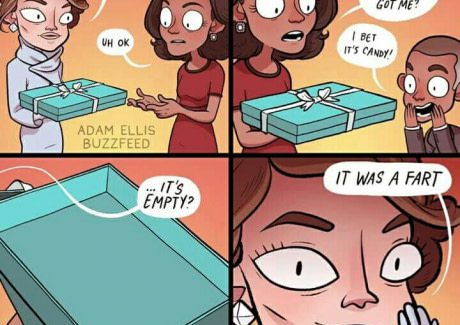 UH OK
ADAM ELLIS
BUZZFEED
GOT ME?
I BET
IT'S CANDY!
... IT'S
EMPTY?
IT WAS A FART